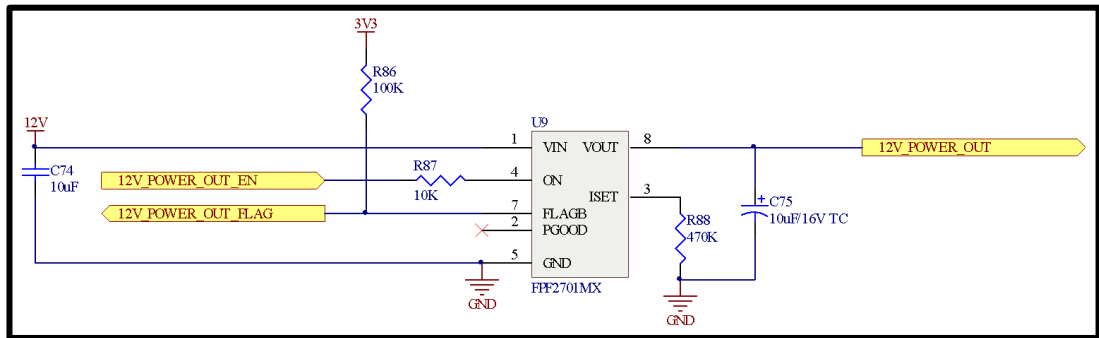 3V3
R86
100K
12V
U9
1
VIN
VOUT
8
12V_POWER_OUT
C74
10uF
12V_POWER_OUT_EN
R87
10K
4
ON
3
ISET
C75
10uF/16V TC
12V_POWER_OUT_FLAG
7
FLAGB
2
PGOOD
R88
470K
5
GND
GND
FPF2701MX
GND